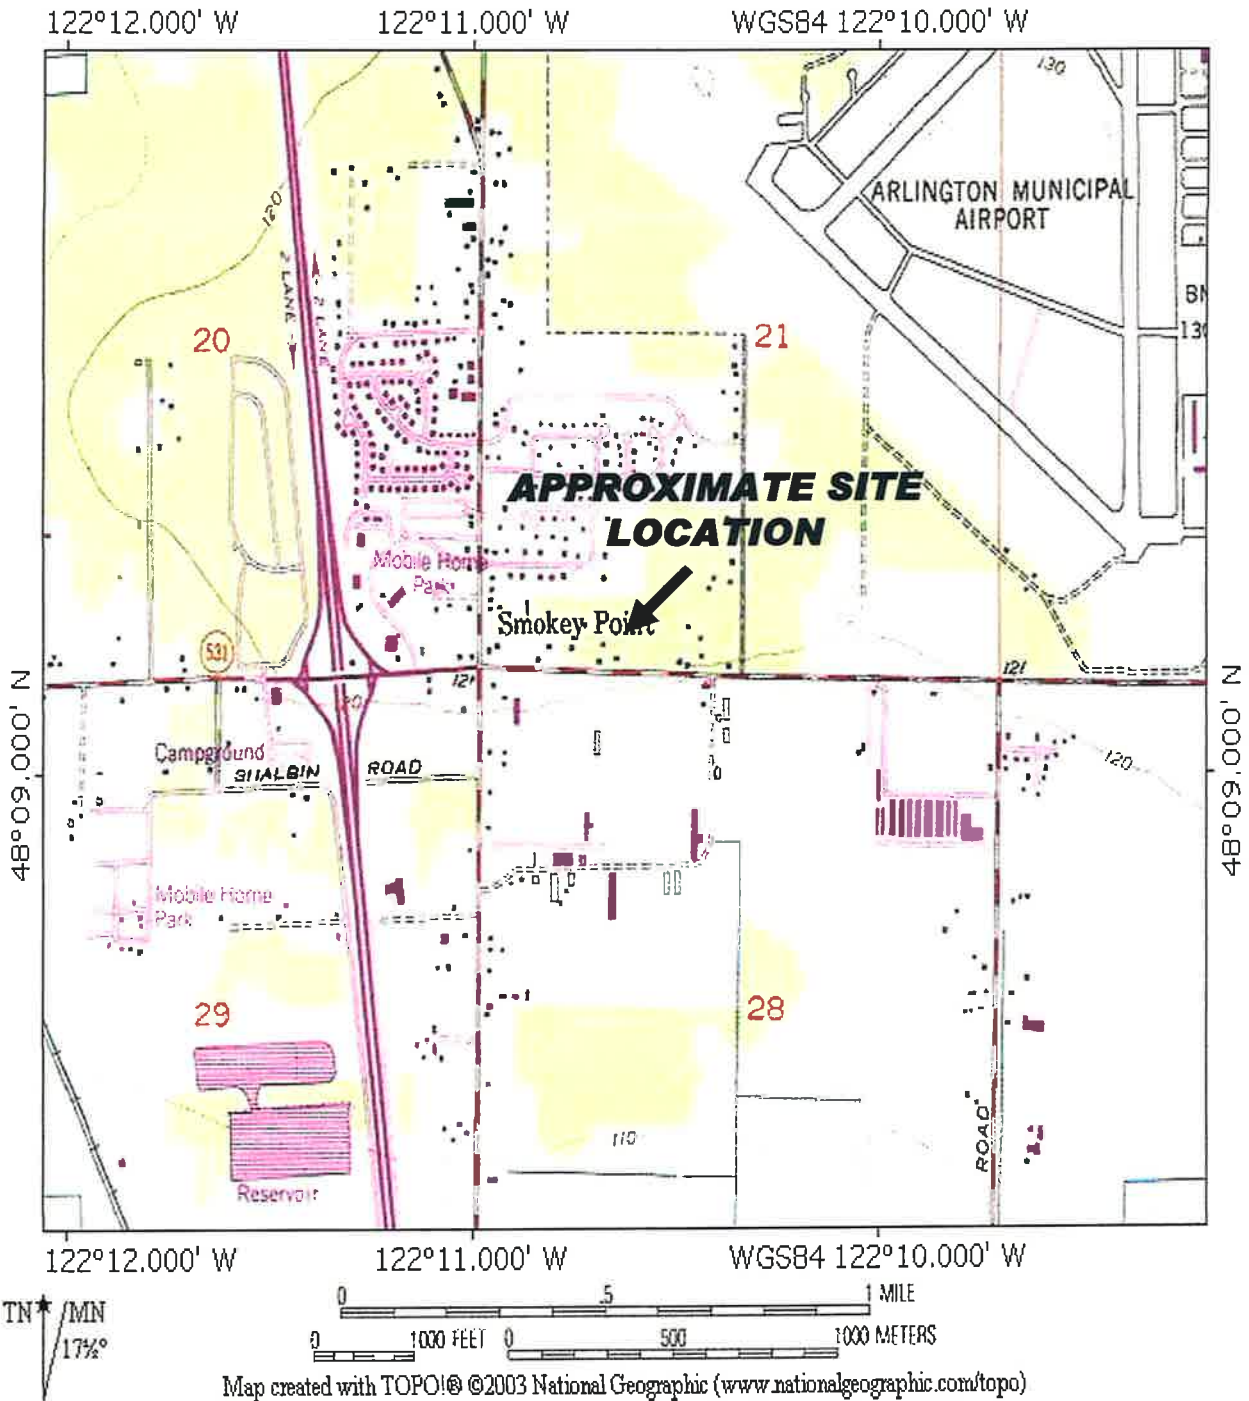 122°12.000' W 122°11.000' W WGS84 122°10.000' W
130
ARLINGTON MUNICIPAL
AIRPORT
120
2 LANE
2 LANE
20
21
APPROXIMATE SITE
LOCATION
Mobile Home
Park
Smokey Point
531
121
121
48°09.000' N
48°09.000' N
Campground
SHALBIN ROAD
120
Mobile Home
Park
29
28
110
ROAD
Reservoir
122°12.000' W 122°11.000' W WGS84 122°10.000' W
TN MN
17½°
0 .5 1 MILE
0 1000 FEET 0 500 1000 METERS
Map created with TOPO!® ©2003 National Geographic (www.nationalgeographic.com/topo)